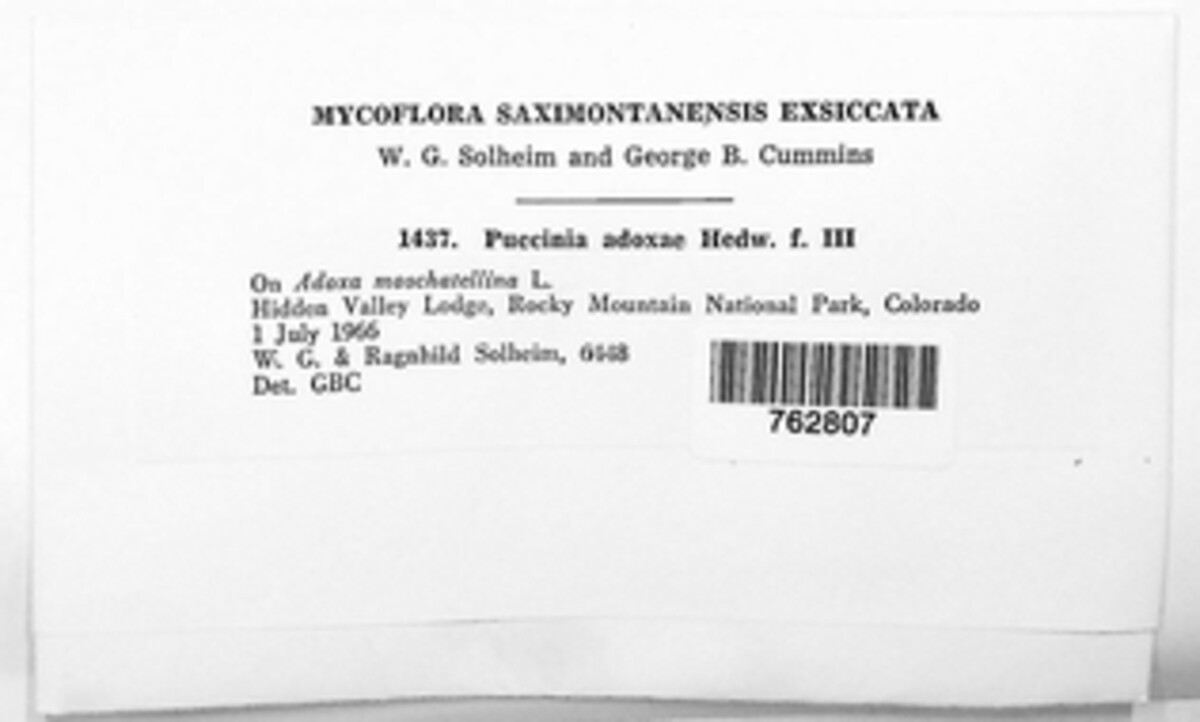 MYCOFLORA SAXIMONTANENSIS EXSICCATA
W. G. Solheim and George B. Cummins
1437. Puccinia adoxae Hedw. f. III
On Adoxa moschatellina L.
Hidden Valley Lodge, Rocky Mountain National Park, Colorado
1 July 1966
W. G. & Ragnhild Solheim,
Det. GBC
762807